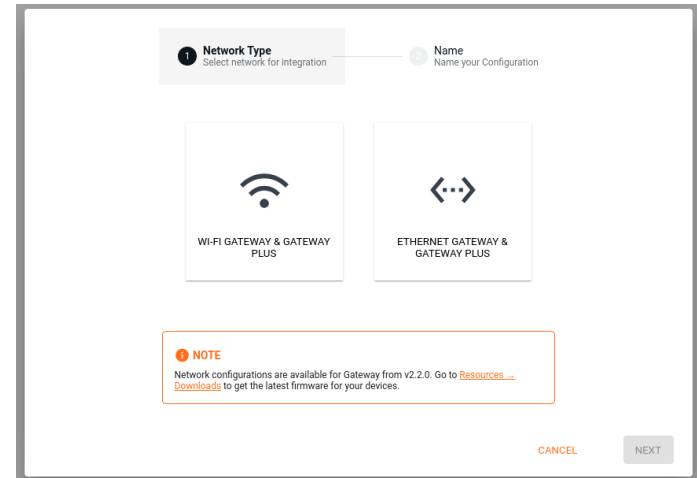 1 Network Type
Select network for integration
2 Name
Name your Configuration
WI-FI GATEWAY & GATEWAY
PLUS
ETHERNET GATEWAY &
GATEWAY PLUS
NOTE
Network configurations are available for Gateway from v2.2.0. Go to Resources →
Downloads to get the latest firmware for your devices.
CANCEL
NEXT